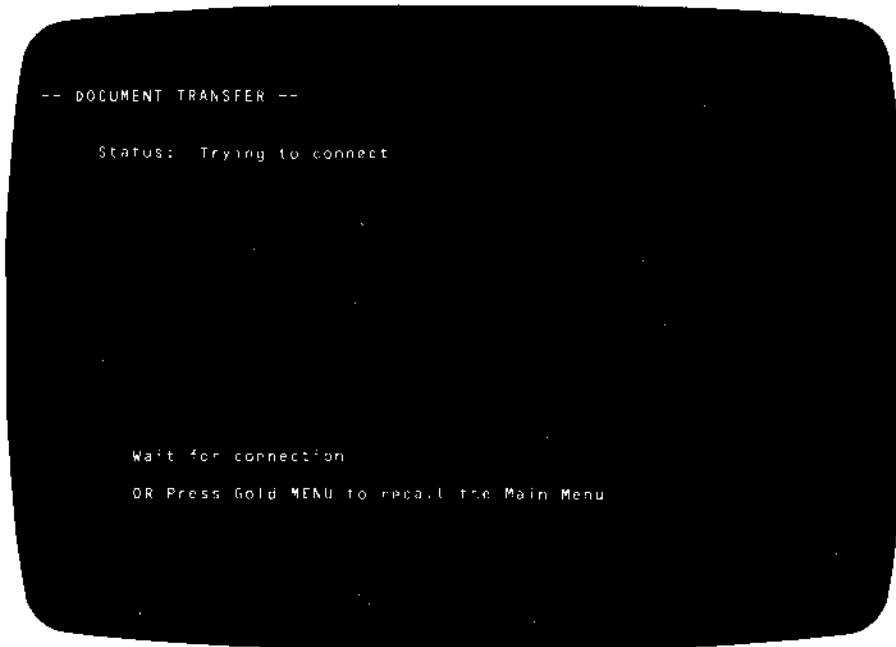 -- DOCUMENT TRANSFER --
Status: Trying to connect
Wait for connection
OR Press Gold MENU to recall the Main Menu